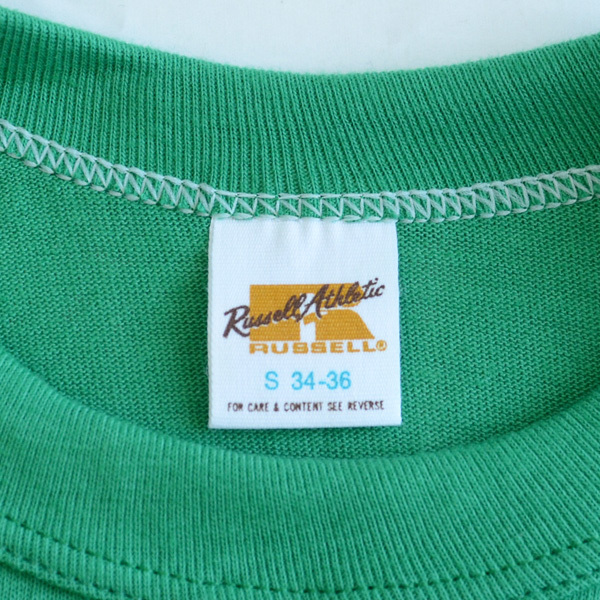 Russell Athletic
RUSSELL®
S 34-36
FOR CARE & CONTENT SEE REVERSE